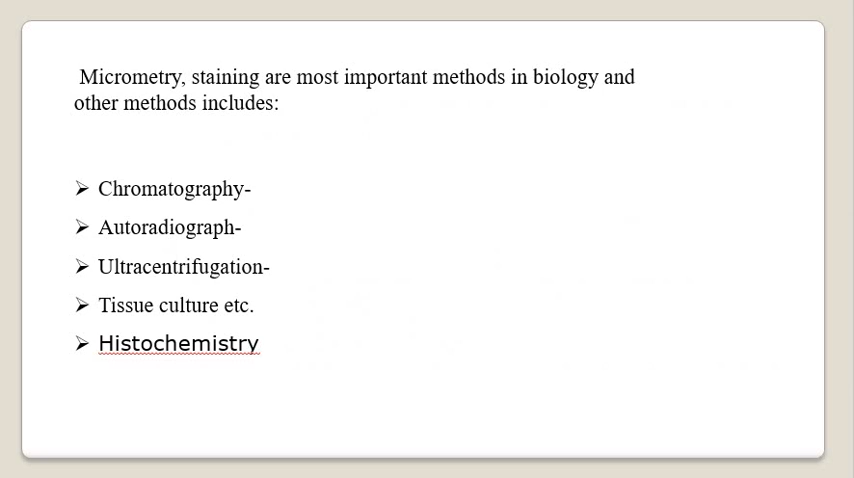 Micrometry, staining are most important methods in biology and
other methods includes:
➢ Chromatography-
➢ Autoradiograph-
➢ Ultracentrifugation-
➢ Tissue culture etc.
➢ Histochemistry